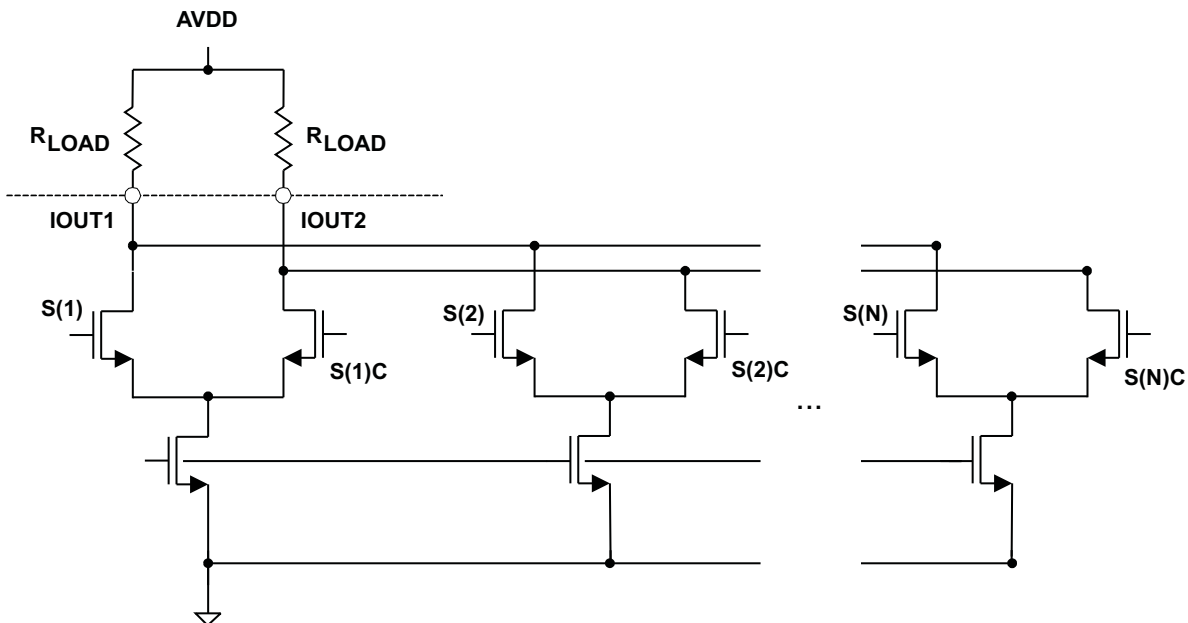 AVDD
RLOAD
RLOAD
IOUT1
IOUT2
S(1)
S(1)C
S(2)
S(2)C
...
S(N)
S(N)C